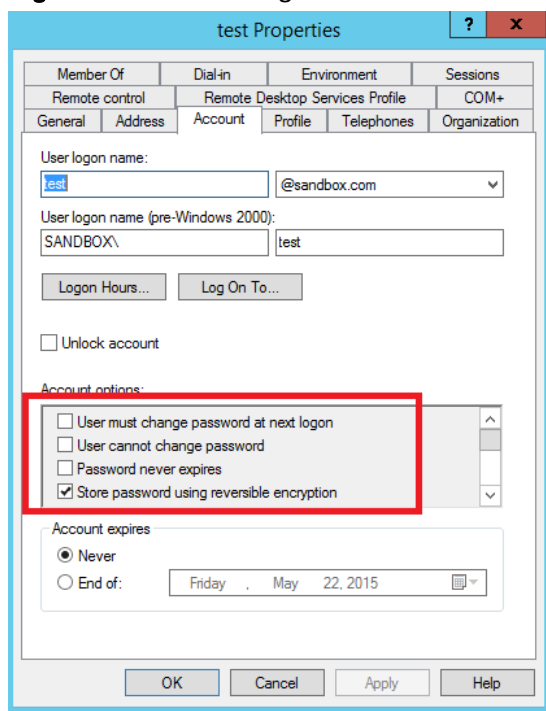 test Properties
? x
Member Of Dial-in Environment Sessions
Remote control Remote Desktop Services Profile COM+
General Address Account Profile Telephones Organization
User logon name:
test @sandbox.com
User logon name (pre-Windows 2000):
SANDBOX\ test
Logon Hours... Log On To...
Unlock account
Account options:
User must change password at next logon
User cannot change password
Password never expires
Store password using reversible encryption
Account expires
Never
End of: Friday , May 22, 2015
OK Cancel Apply Help